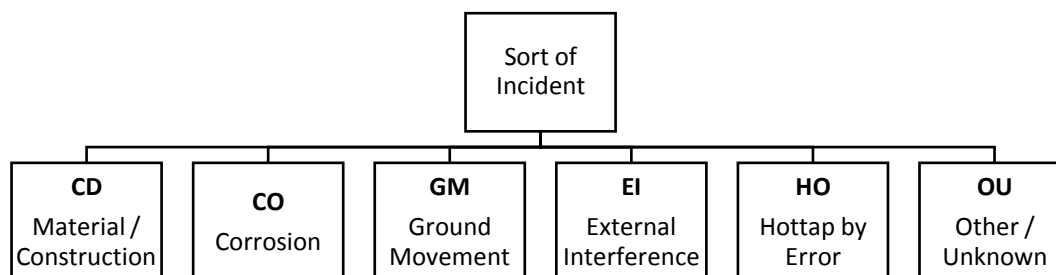 Sort of
Incident
CD
Material /
Construction
CO
Corrosion
GM
Ground
Movement
EI
External
Interference
HO
Hottap by
Error
OU
Other /
Unknown